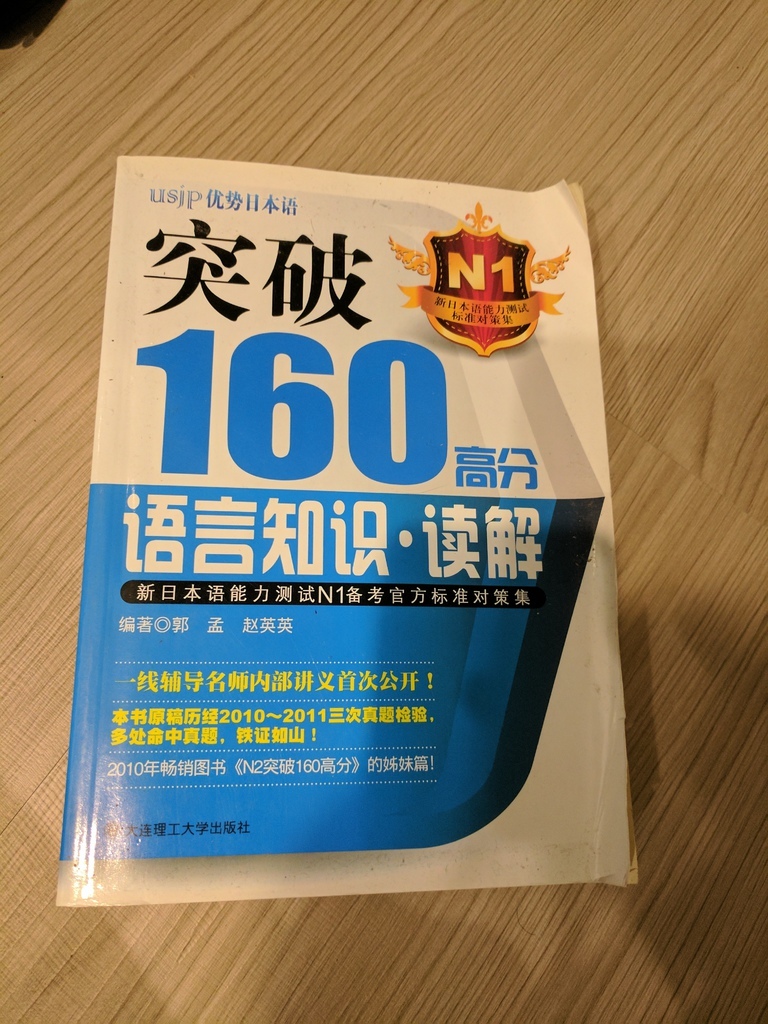 usjp优势日本语
突破
N1
新日本语能力测试
标准对策集
160
高分
语言知识·读解
新日本语能力测试N1备考官方标准对策集
编著◎郭 孟 赵英英
一线辅导名师内部讲义首次公开！
本书原稿历经2010～2011三次真题检验，
多处命中真题，铁证如山！
2010年畅销图书《N2突破160高分》的姊妹篇！
大连理工大学出版社